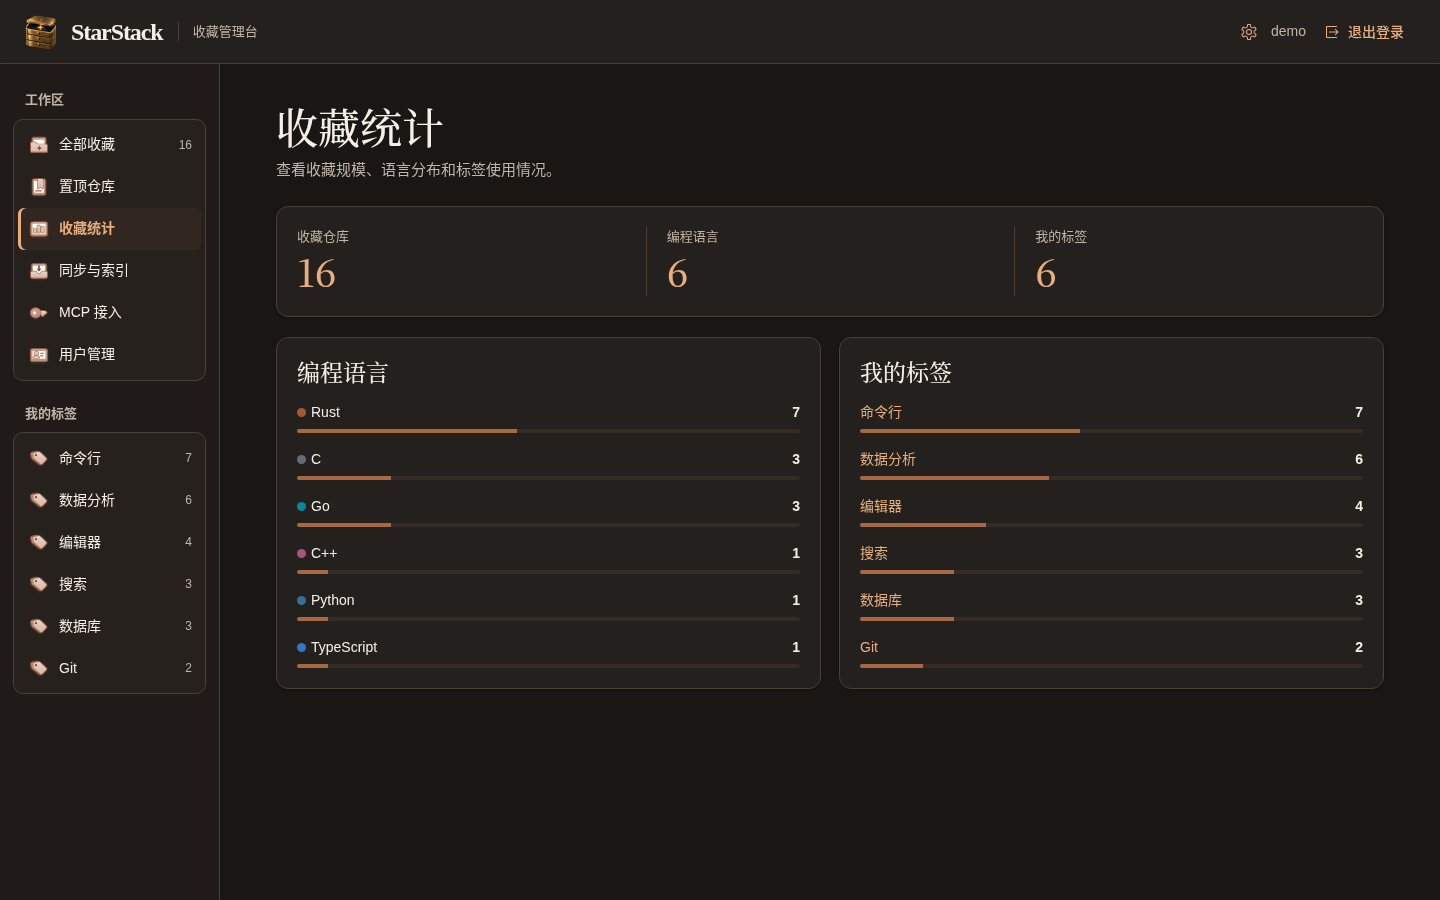 StarStack
收藏管理台
demo
退出登录
工作区
全部收藏 16
置顶仓库
收藏统计
同步与索引
MCP 接入
用户管理
我的标签
命令行 7
数据分析 6
编辑器 4
搜索 3
数据库 3
Git 2
收藏统计
查看收藏规模、语言分布和标签使用情况。
收藏仓库
16
编程语言
6
我的标签
6
编程语言
Rust 7
C 3
Go 3
C++ 1
Python 1
TypeScript 1
我的标签
命令行 7
数据分析 6
编辑器 4
搜索 3
数据库 3
Git 2